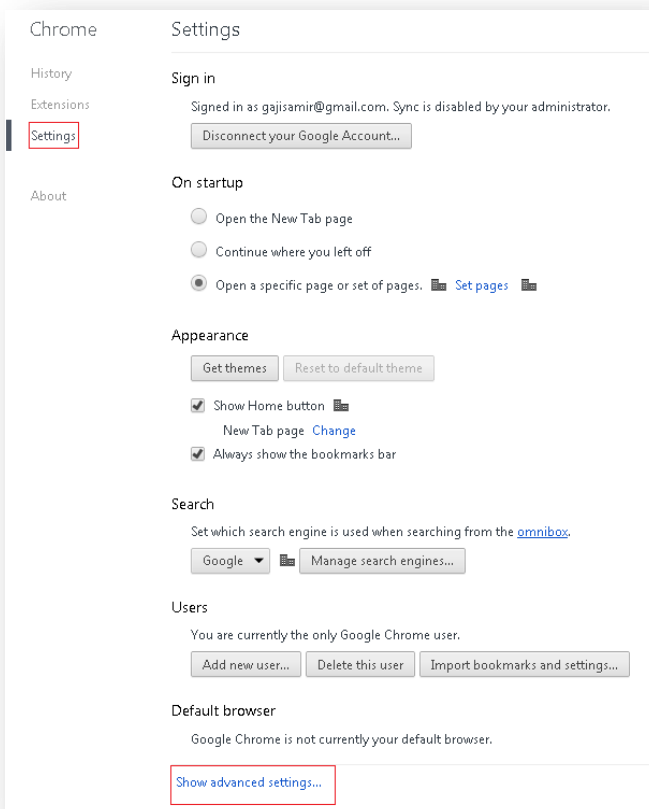 Chrome
Settings
History
Extensions
Settings
About
Sign in
Signed in as gajisamir@gmail.com. Sync is disabled by your administrator.
Disconnect your Google Account...
On startup
Open the New Tab page
Continue where you left off
Open a specific page or set of pages. Set pages
Appearance
Get themes Reset to default theme
Show Home button
New Tab page Change
Always show the bookmarks bar
Search
Set which search engine is used when searching from the omnibox.
Google Manage search engines...
Users
You are currently the only Google Chrome user.
Add new user... Delete this user Import bookmarks and settings...
Default browser
Google Chrome is not currently your default browser.
Show advanced settings...